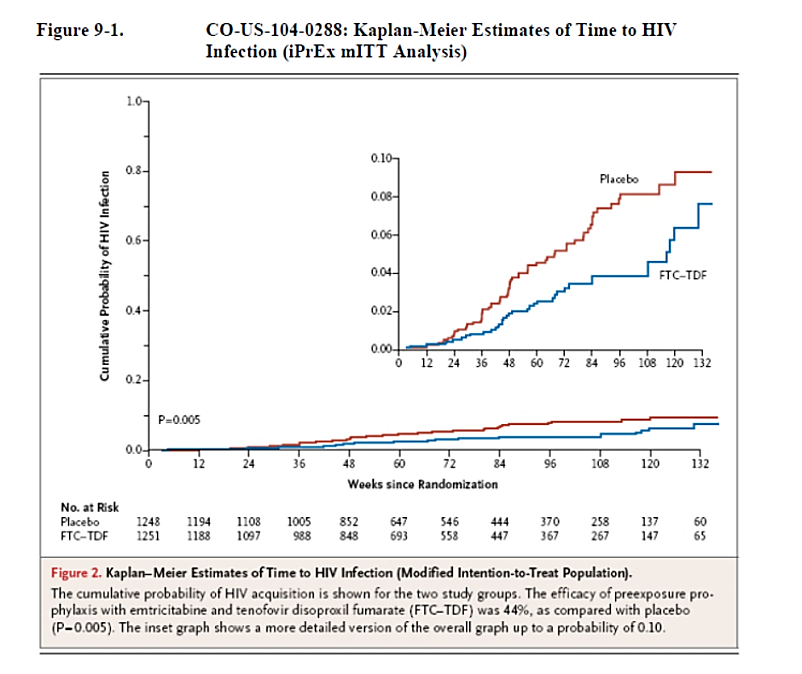 Figure 9-1. CO-US-104-0288: Kaplan-Meier Estimates of Time to HIV
Infection (iPrEx mITT Analysis)
Cumulative Probability of HIV Infection
1.0
0.8
0.6
0.4
0.2
0.0
P=0.005
0 12 24 36 48 60 72 84 96 108 120 132
Weeks since Randomization
0.10
0.08
0.06
0.04
0.02
0.00
Placebo
FTC–TDF
0 12 24 36 48 60 72 84 96 108 120 132
No. at Risk
Placebo 1248 1194 1108 1005 852 647 546 444 370 258 137 60
FTC–TDF 1251 1188 1097 988 848 693 558 447 367 267 147 65
Figure 2. Kaplan–Meier Estimates of Time to HIV Infection (Modified Intention-to-Treat Population).
The cumulative probability of HIV acquisition is shown for the two study groups. The efficacy of preexposure pro-
phylaxis with emtricitabine and tenofovir disoproxil fumarate (FTC–TDF) was 44%, as compared with placebo
(P=0.005). The inset graph shows a more detailed version of the overall graph up to a probability of 0.10.